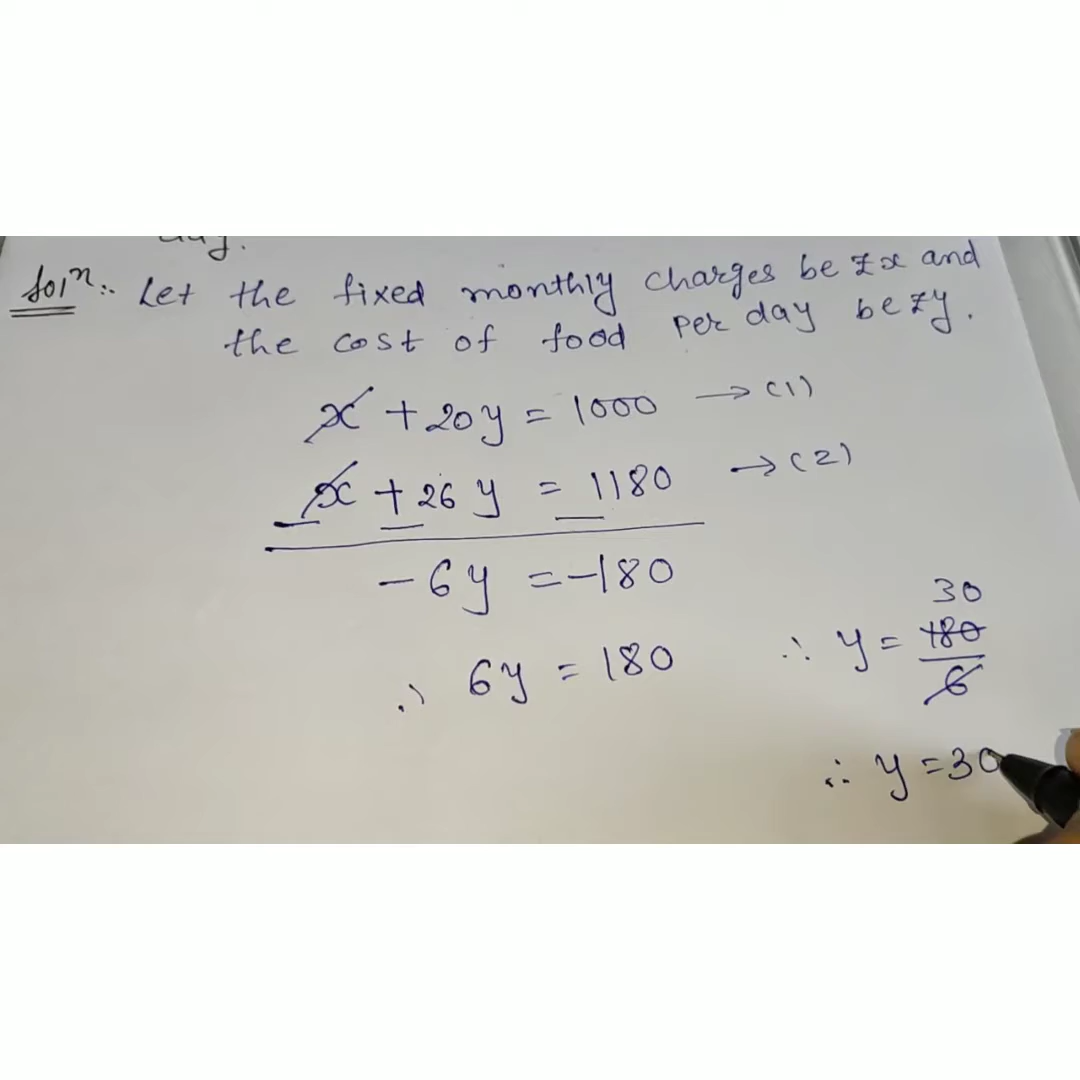 Solⁿ:- Let the fixed monthly charges be ₹x and
the cost of food per day be ₹y.
x + 20y = 1000 → (1)
x + 26y = 1180 → (2)
- 6y = -180
∴ 6y = 180
30
∴ y = 180/6
∴ y = 30